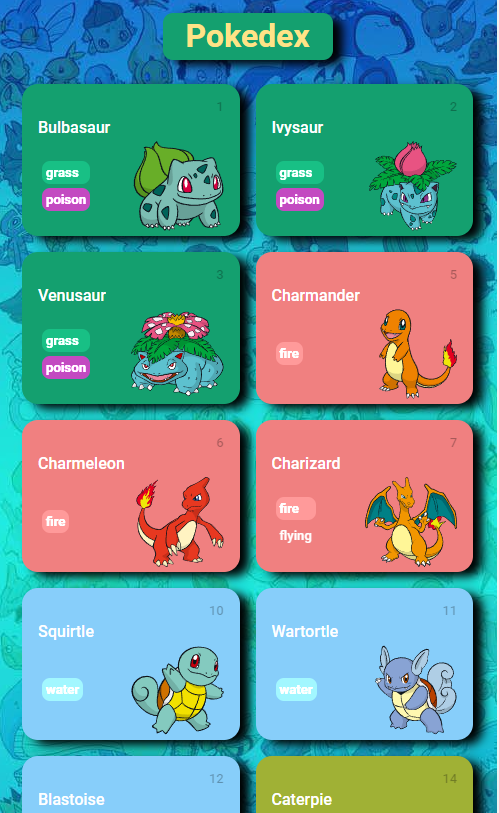 Pokedex
1
Bulbasaur
grass
poison
2
Ivysaur
grass
poison
3
Venusaur
grass
poison
5
Charmander
fire
6
Charmeleon
fire
7
Charizard
fire
flying
10
Squirtle
water
11
Wartortle
water
12
Blastoise
14
Caterpie